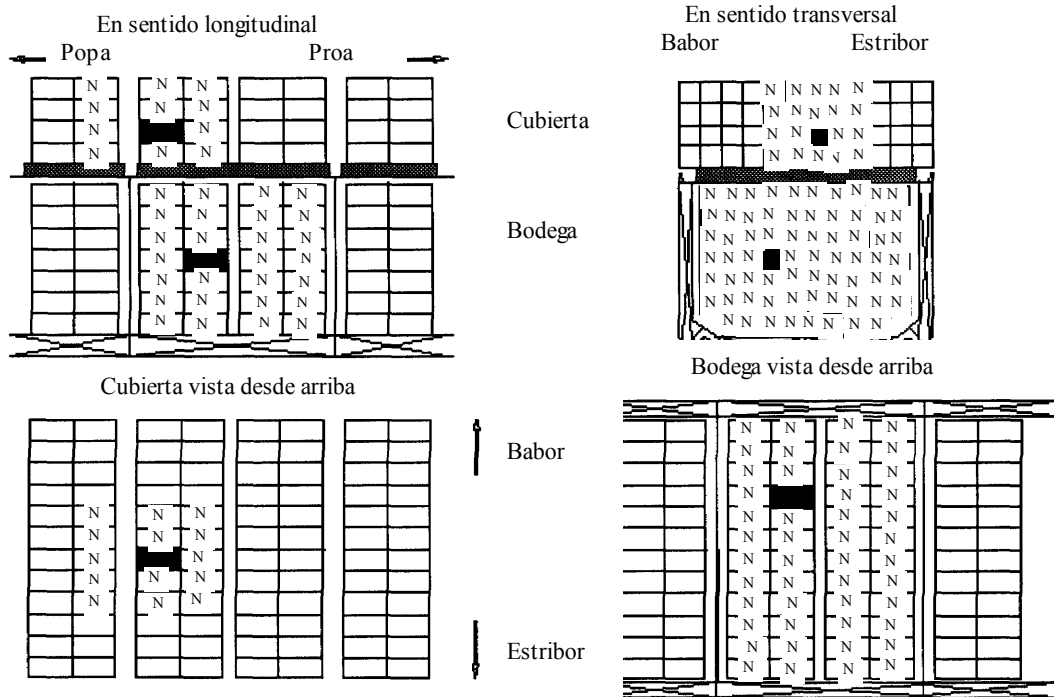 En sentido longitudinal
Popa Proa
N N N
N N N
N N
N N N
N N N N
N N N N
N N N N
N N N
N N N N
N N N N
N N N N
En sentido transversal
Babor Estribor
Cubierta
N N N N N N
N N N N N N
N N N N N
N N N N N N
Bodega
N N N N N N N N N
N N N N N N N N N
N N N N N N N N N
N N N N N N N N
N N N N N N N N N
N N N N N N N N N
N N N N N N N N
Cubierta vista desde arriba
N N N
N N N
N N
N N N
N N N
Babor
Estribor
Bodega vista desde arriba
N N N N
N N N N
N N N N
N N N
N N N N
N N N N
N N N N
N N N N
N N N N
N N N N
N N N N
N N N N